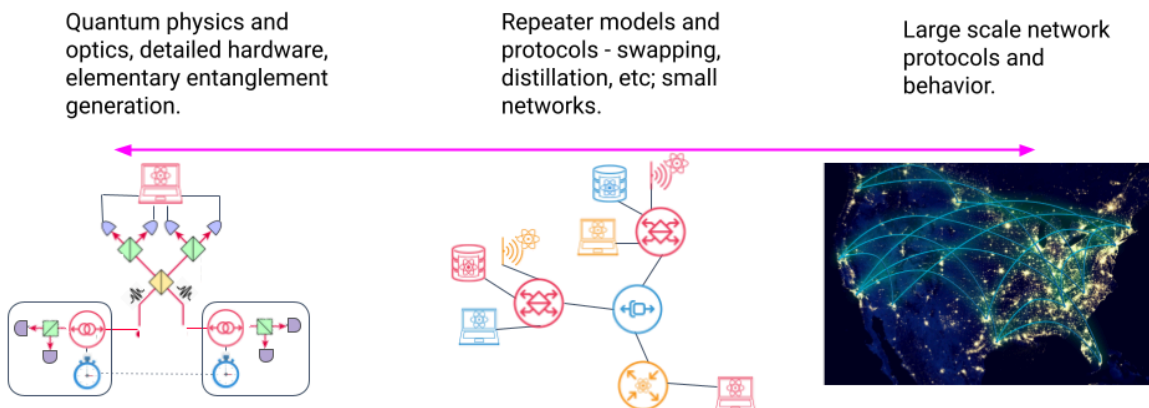 Quantum physics and
optics, detailed hardware,
elementary entanglement
generation.
Repeater models and
protocols - swapping,
distillation, etc; small
networks.
Large scale network
protocols and
behavior.